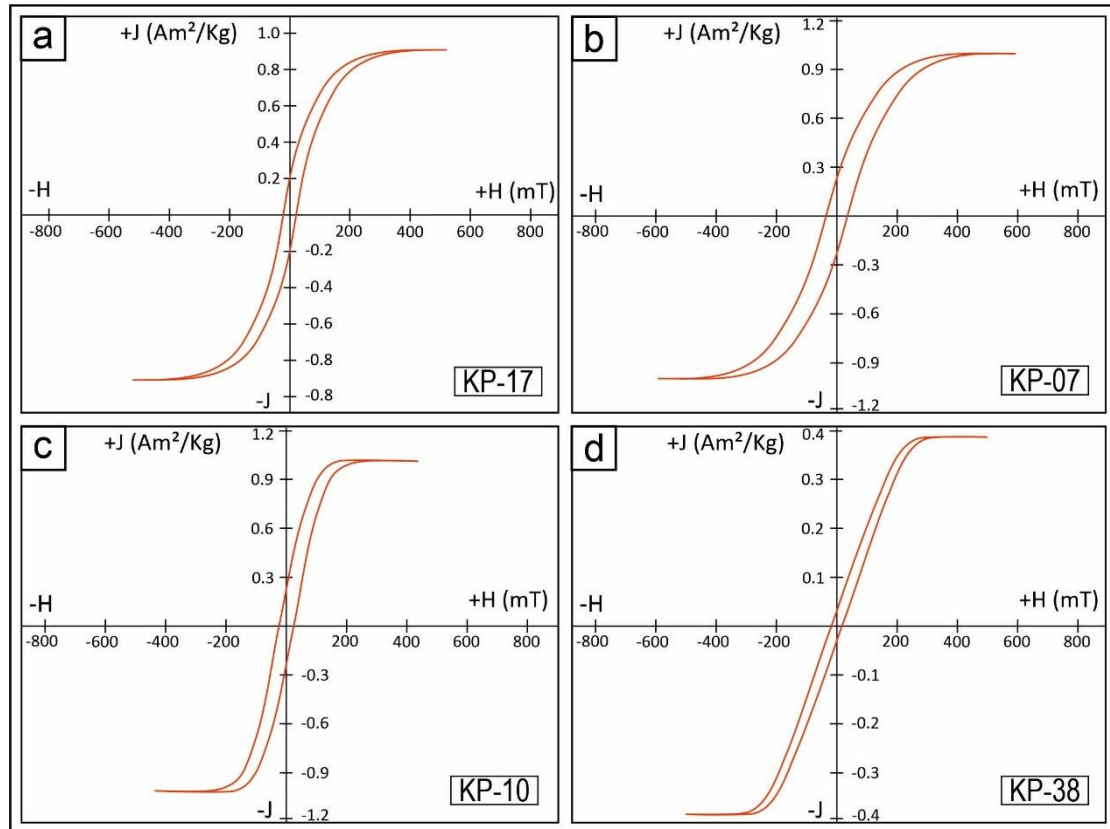 a
+J (Am²/Kg)
1.0
0.8
0.6
0.4
0.2
-H
+H (mT)
-800 -600 -400 -200 200 400 600 800
-0.2
-0.4
-0.6
-0.8
-0.8
-J
KP-17
b
+J (Am²/Kg)
1.2
0.9
0.6
0.3
-H
+H (mT)
-800 -600 -400 -200 200 400 600 800
-0.3
-0.6
-0.9
-1.2
-J
KP-07
c
+J (Am²/Kg)
1.2
0.9
0.6
0.3
-H
+H (mT)
-800 -600 -400 -200 200 400 600 800
-0.3
-0.6
-0.9
-1.2
-J
KP-10
d
+J (Am²/Kg)
0.4
0.3
0.2
0.1
-H
+H (mT)
-800 -600 -400 -200 200 400 600 800
-0.1
-0.2
-0.3
-0.4
-J
KP-38